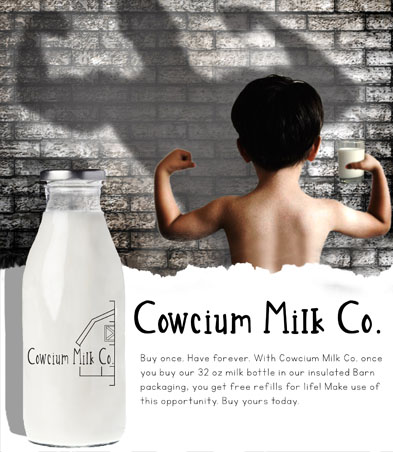 Cowcium Milk Co.
Cowcium Milk Co.
Buy once. Have forever. With Cowcium Milk Co. once
you buy our 32 oz milk bottle in our insulated Barn
packaging, you get free refills for life! Make use of
this opportunity. Buy yours today.